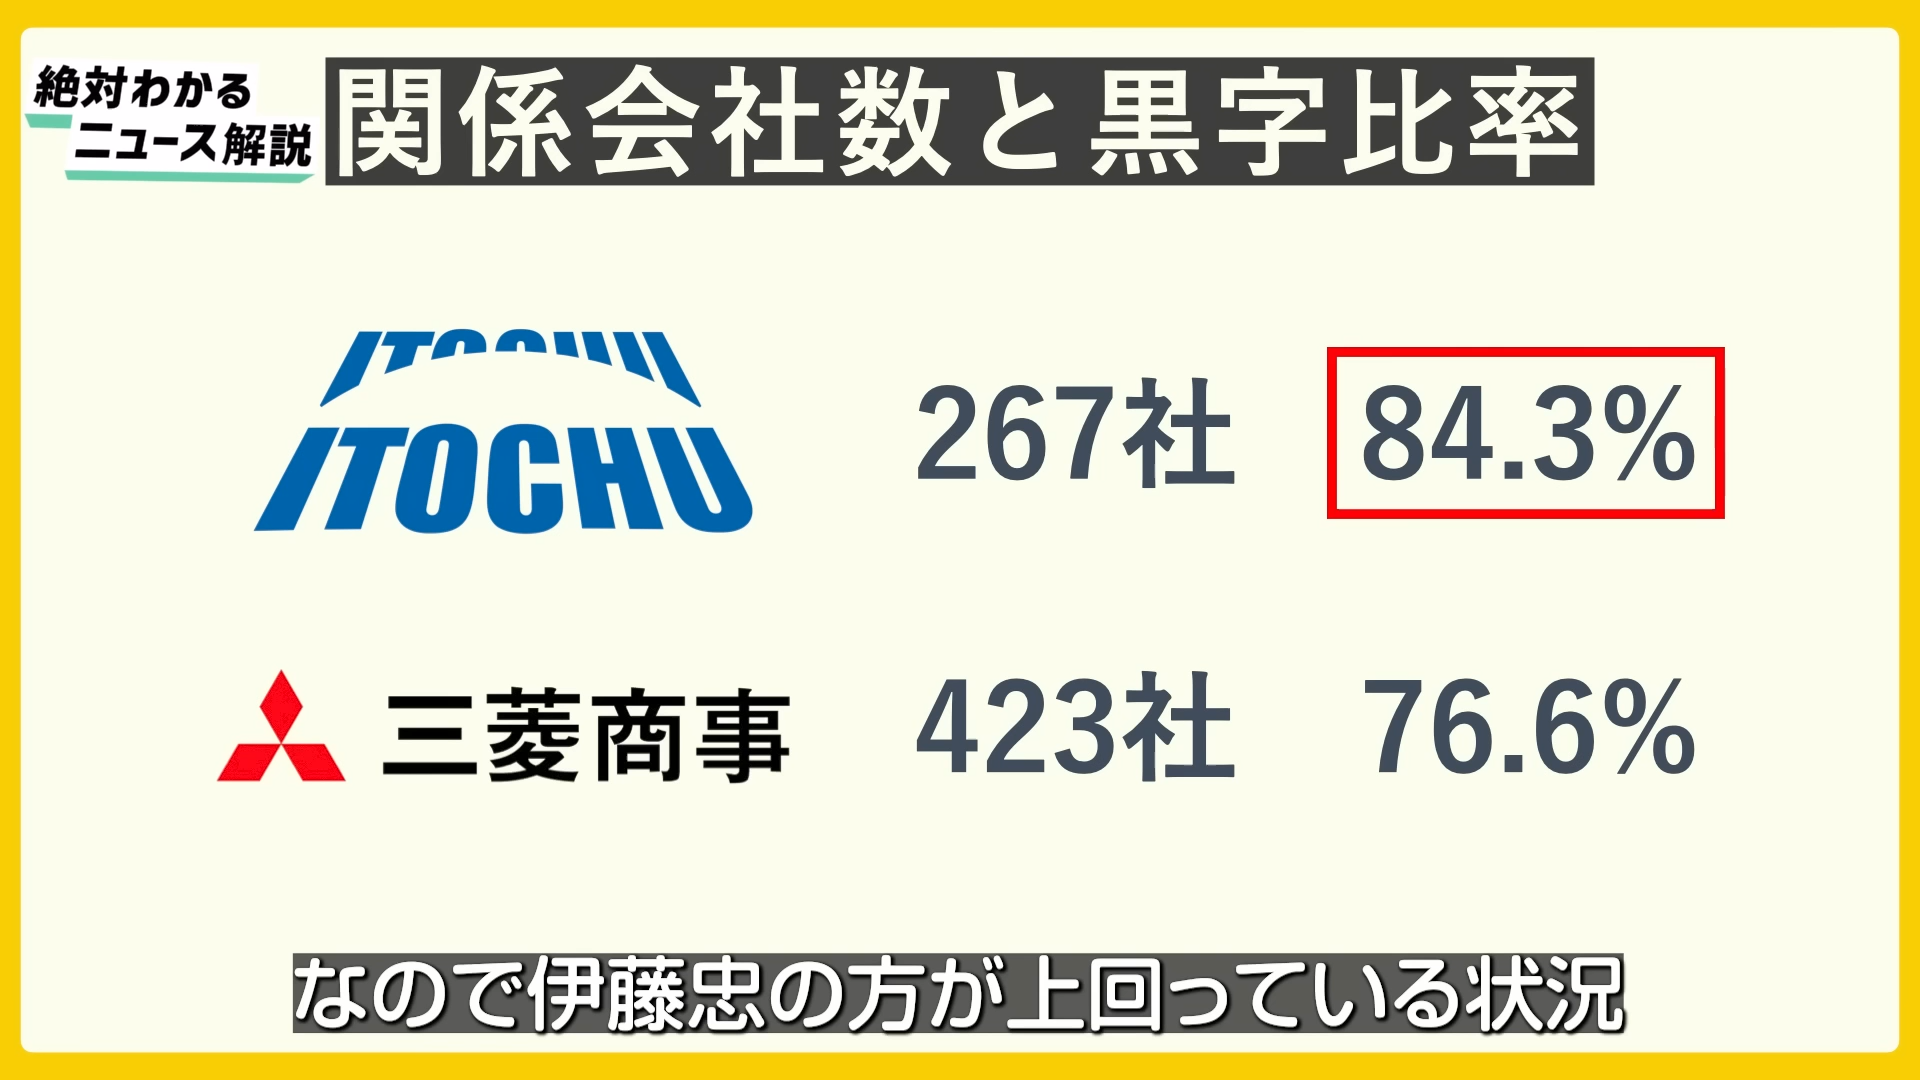 絶対わかる
ニュース解説
関係会社数と黒字比率
ITOCHU
ITOCHU
267社 84.3%
三菱商事 423社 76.6%
なので伊藤忠の方が上回っている状況